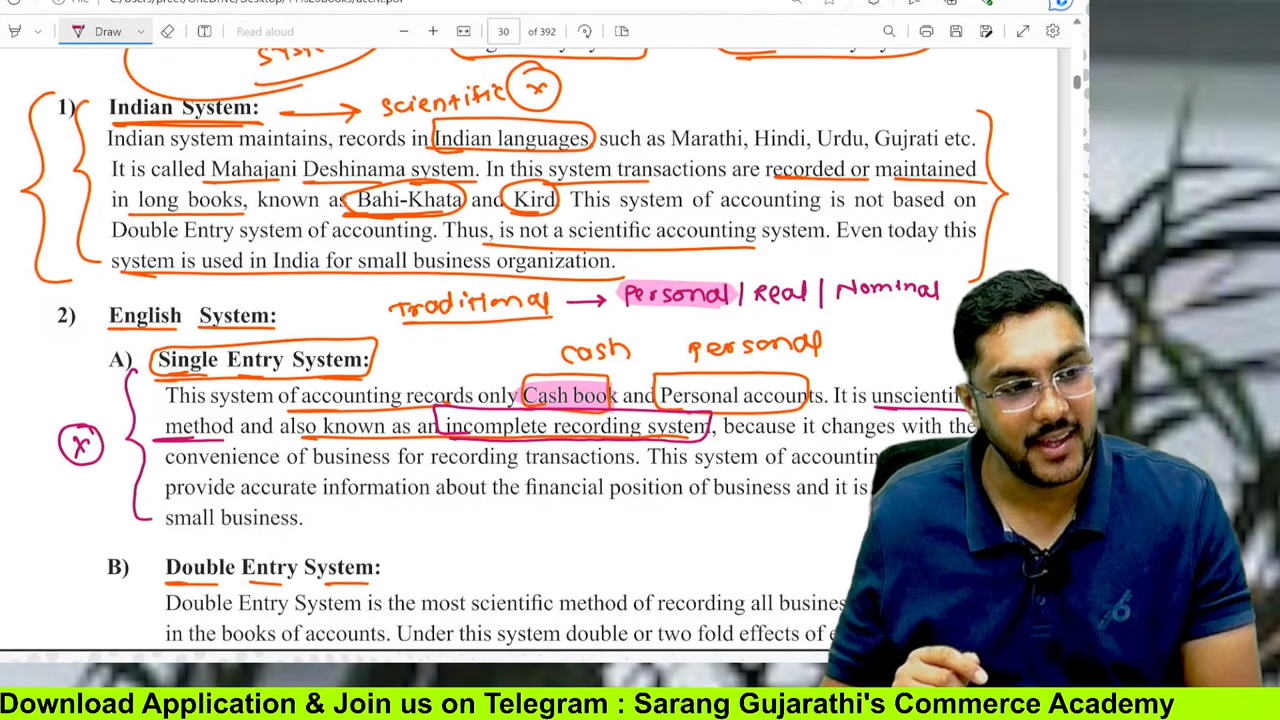 Draw
Read aloud
30 of 392
1) Indian System: → scientific x
Indian system maintains, records in Indian languages, such as Marathi, Hindi, Urdu, Gujrati etc.
It is called Mahajani Deshinama system. In this system transactions are recorded or maintained
in long books, known as Bahi-Khata and Kird. This system of accounting is not based on
Double Entry system of accounting. Thus, is not a scientific accounting system. Even today this
system is used in India for small business organization.
Traditional → Personal | Real | Nominal
2) English System:
A) Single Entry System:
cash personal
This system of accounting records only Cash book and Personal accounts. It is
method and also known as an incomplete recording system, because it changes with the
x
convenience of business for recording transactions. This system of
provide accurate information about the financial position of business and it is
small business.
B) Double Entry System:
Double Entry System is the most scientific method of recording all
in the books of accounts. Under this system double or two fold effects of
Download Application & Join us on Telegram : Sarang Gujarathi's Commerce Academy